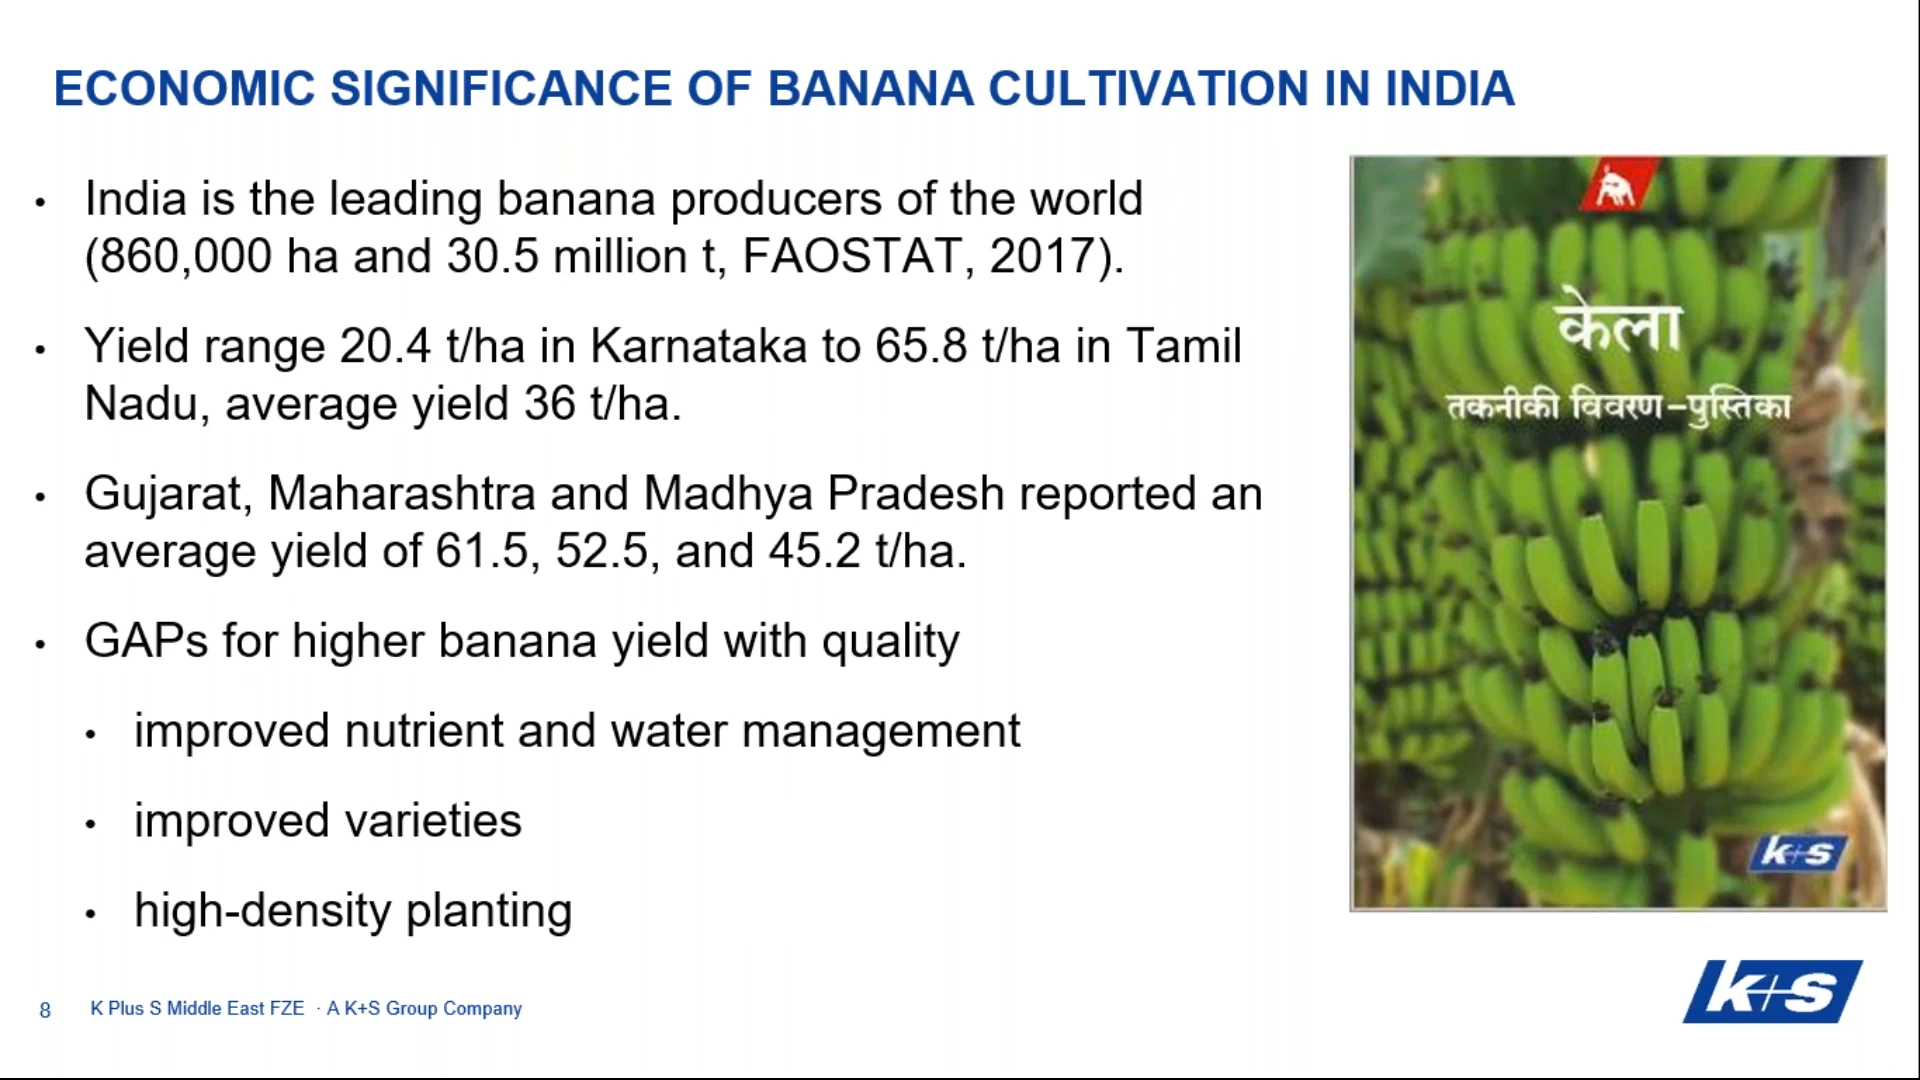 ECONOMIC SIGNIFICANCE OF BANANA CULTIVATION IN INDIA
• India is the leading banana producers of the world
(860,000 ha and 30.5 million t, FAOSTAT, 2017).
• Yield range 20.4 t/ha in Karnataka to 65.8 t/ha in Tamil
Nadu, average yield 36 t/ha.
• Gujarat, Maharashtra and Madhya Pradesh reported an
average yield of 61.5, 52.5, and 45.2 t/ha.
• GAPs for higher banana yield with quality
• improved nutrient and water management
• improved varieties
• high-density planting
केला
तकनीकी विवरण-पुस्तिका
k+s
8 K Plus S Middle East FZE · A K+S Group Company
k+s